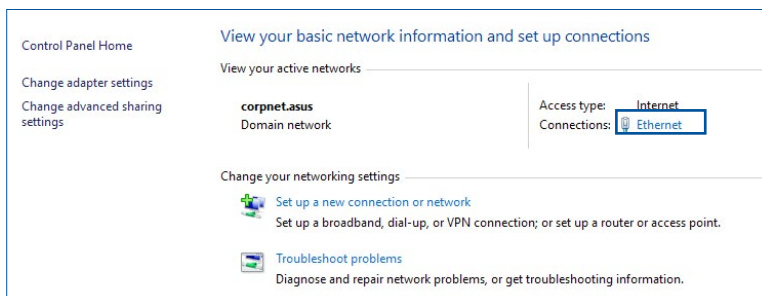 Control Panel Home
Change adapter settings
Change advanced sharing
settings
View your basic network information and set up connections
View your active networks
corpnet.asus
Domain network
Access type: Internet
Connections: Ethernet
Change your networking settings
Set up a new connection or network
Set up a broadband, dial-up, or VPN connection; or set up a router or access point.
Troubleshoot problems
Diagnose and repair network problems, or get troubleshooting information.